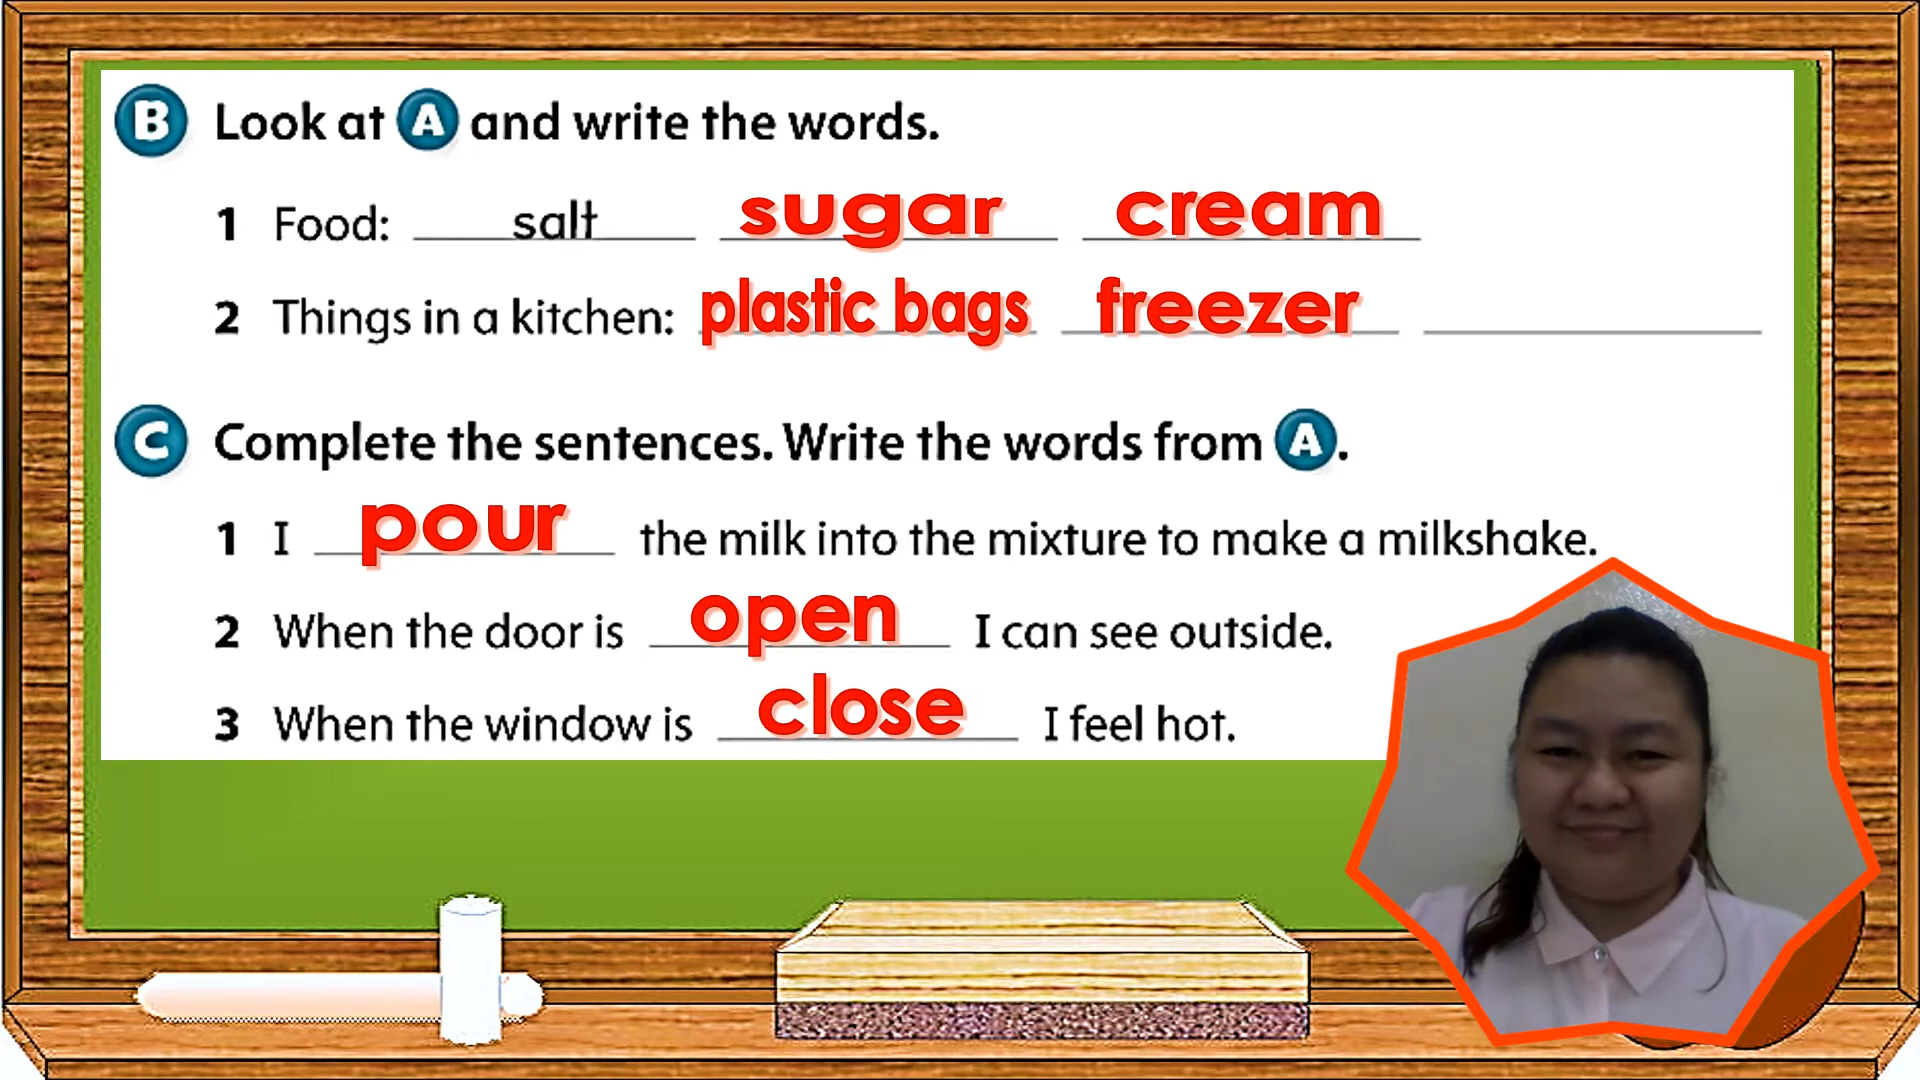 B Look at A and write the words.
1 Food: salt sugar cream
2 Things in a kitchen: plastic bags freezer
C Complete the sentences. Write the words from A.
1 I pour the milk into the mixture to make a milkshake.
2 When the door is open I can see outside.
3 When the window is close I feel hot.